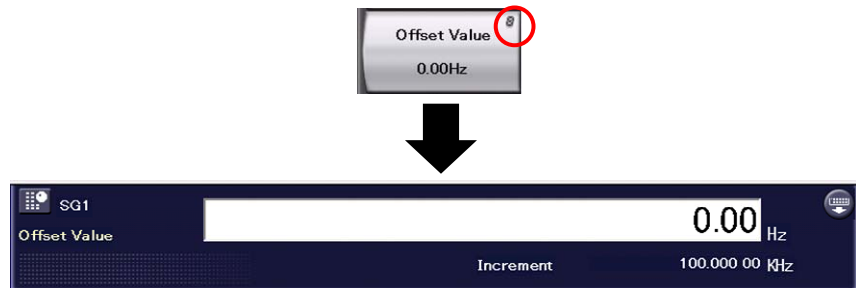 Offset Value
0.00Hz
SG1
0.00 Hz
Offset Value
Increment 100.000 00 KHz